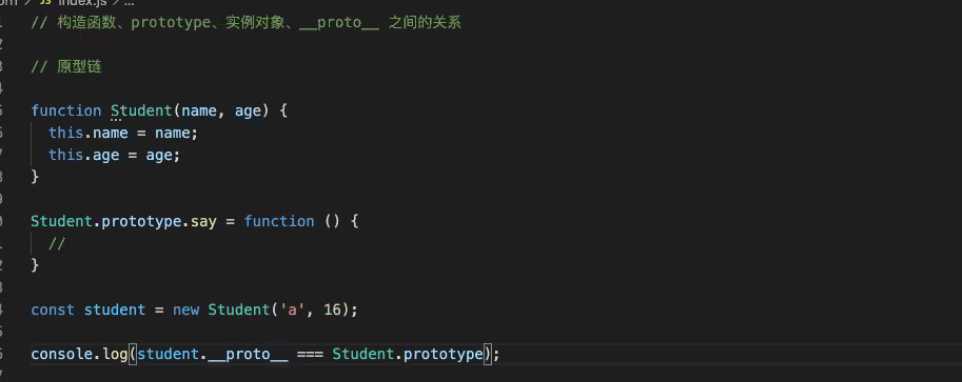 index.js
// 构造函数、prototype、实例对象、__proto__ 之间的关系
// 原型链
function Student(name, age) {
this.name = name;
this.age = age;
}
Student.prototype.say = function () {
//
}
const student = new Student('a', 16);
console.log(student.__proto__ === Student.prototype);